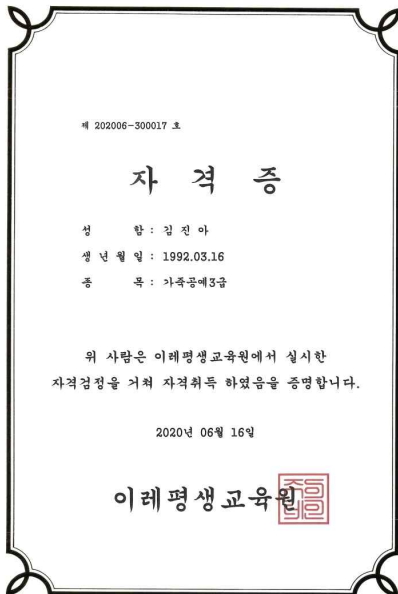 제 202006-300017 호
자 격 증
성 함 : 김 진 아
생 년 월 일 : 1992.03.16
종 목 : 가죽공예3급
위 사람은 이레평생교육원에서 실시한
자격검정을 거쳐 자격취득 하였음을 증명합니다.
2020년 06월 16일
이레평생교육원